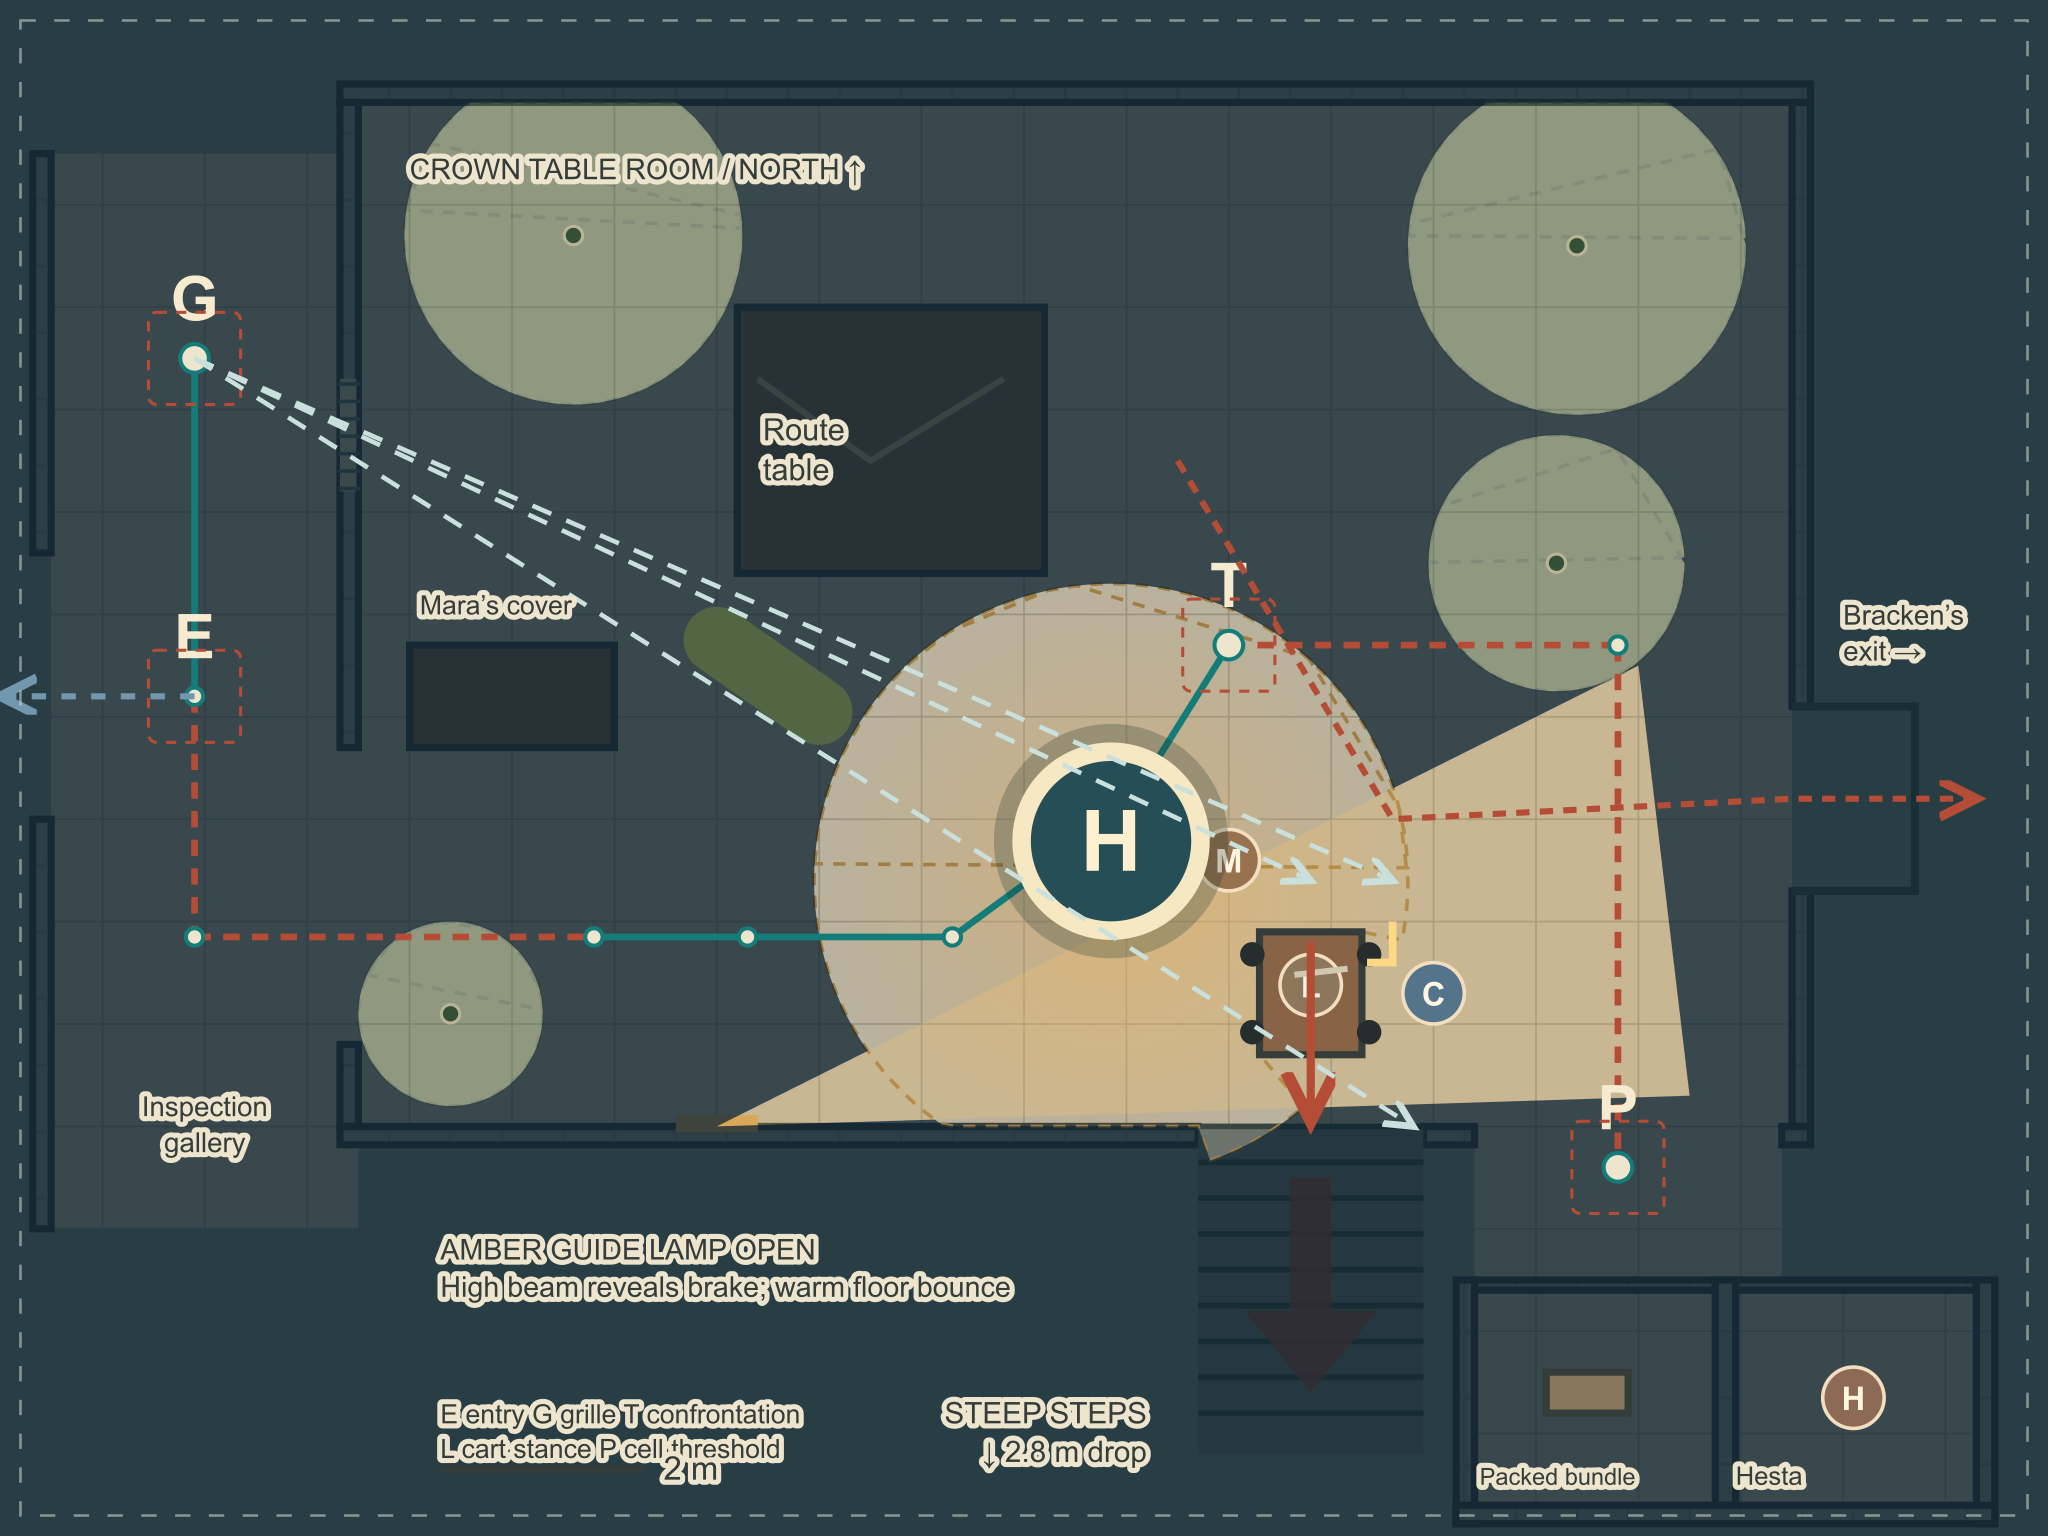 CROWN TABLE ROOM / NORTH ↑
G
Route
table
T
Mara's cover
E
Bracken's
exit →
H
M
L
C
P
Inspection
gallery
AMBER GUIDE LAMP OPEN
High beam reveals brake; warm floor bounce
E entry G grille T confrontation
L cart stance P cell threshold
2 m
STEEP STEPS
↓ 2.8 m drop
H
Packed bundle
Hesta